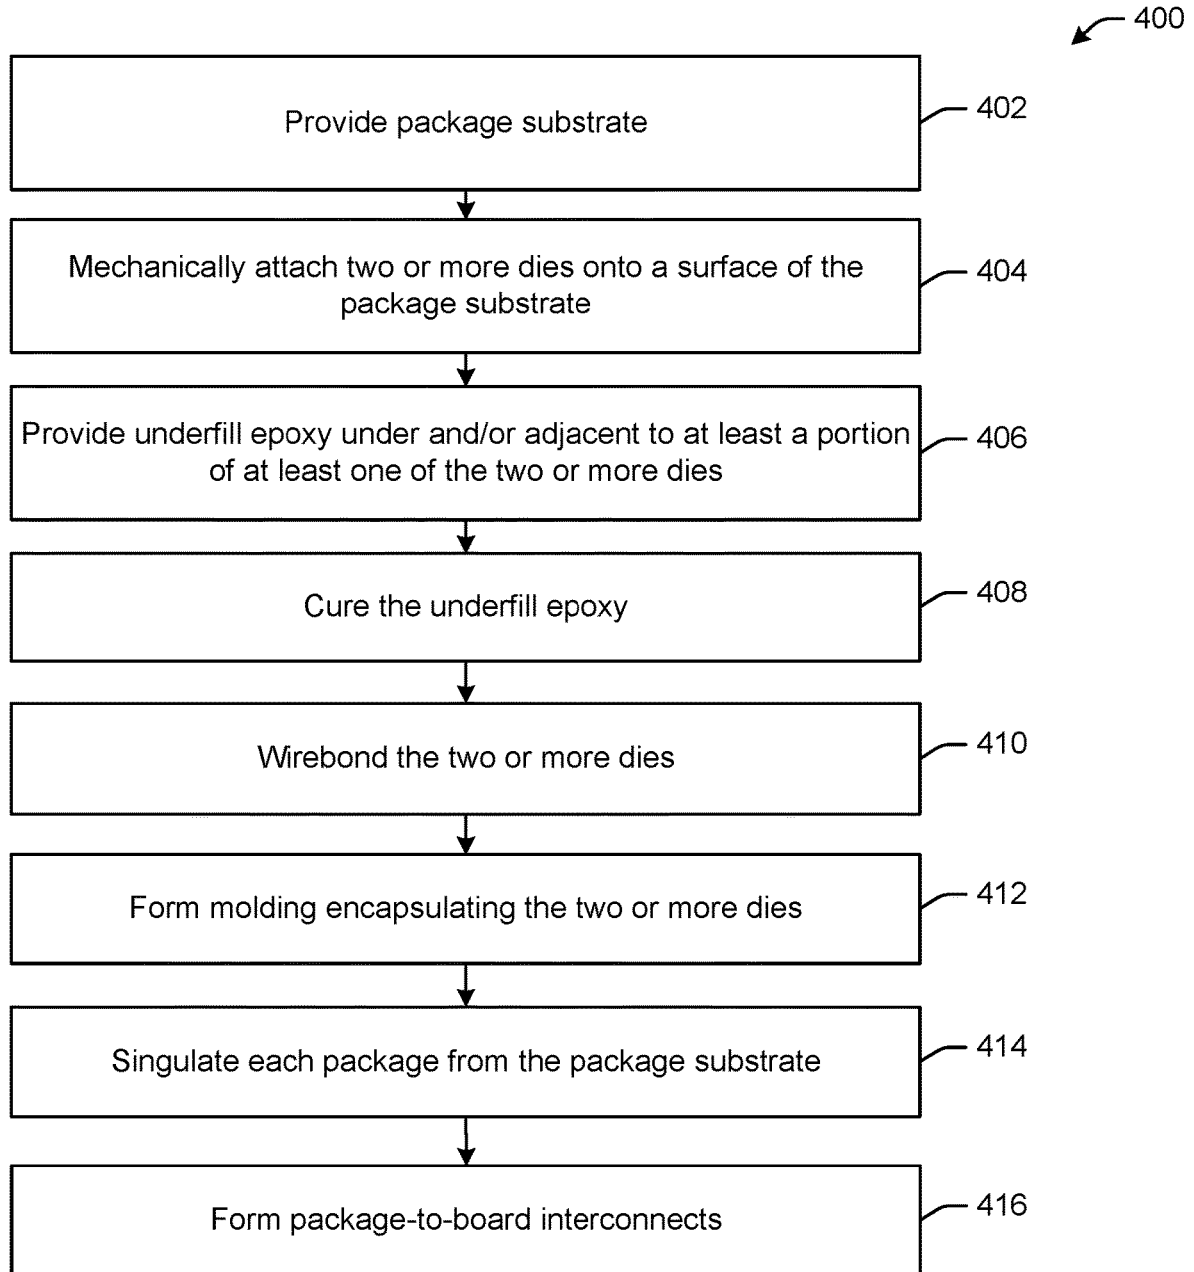 400
Provide package substrate
402
Mechanically attach two or more dies onto a surface of the
package substrate
404
Provide underfill epoxy under and/or adjacent to at least a portion
of at least one of the two or more dies
406
Cure the underfill epoxy
408
Wirebond the two or more dies
410
Form molding encapsulating the two or more dies
412
Singulate each package from the package substrate
414
Form package-to-board interconnects
416